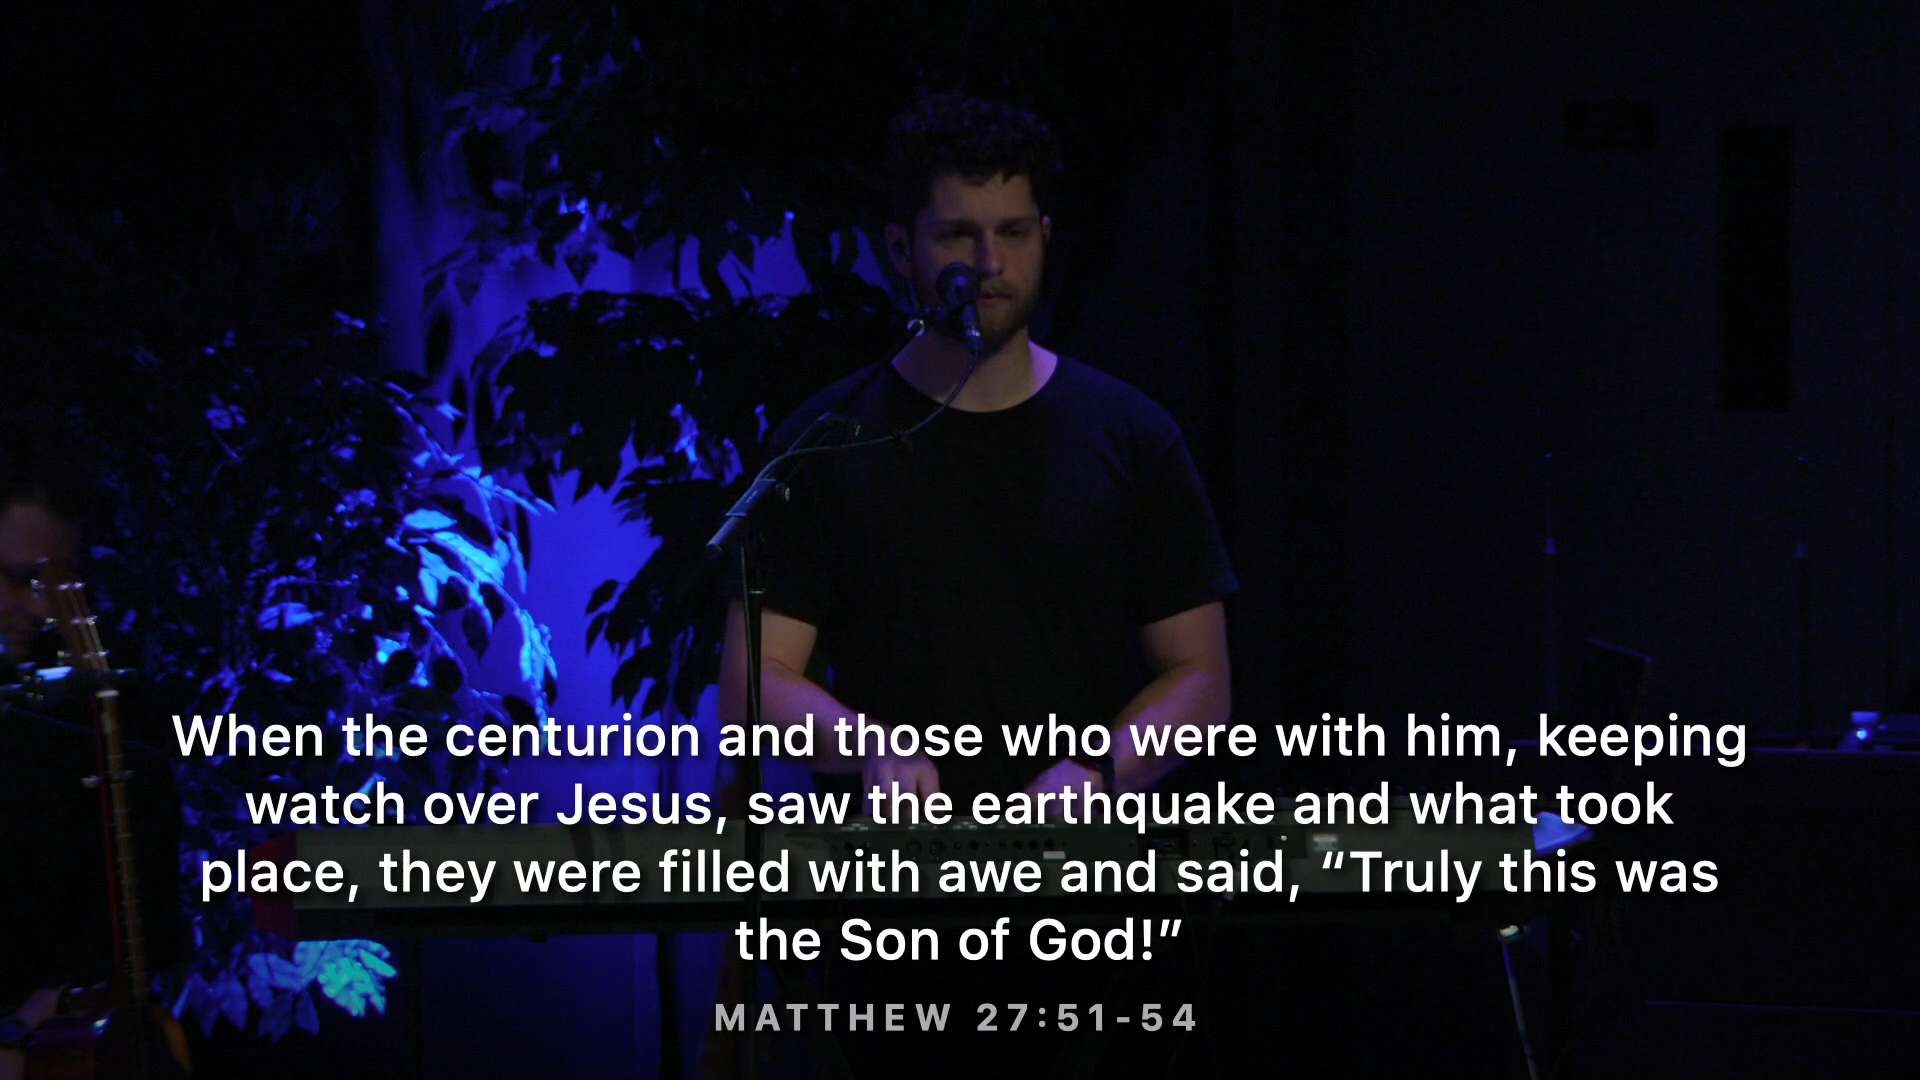 When the centurion and those who were with him, keeping
watch over Jesus, saw the earthquake and what took
place, they were filled with awe and said, “Truly this was
the Son of God!”
MATTHEW 27:51-54